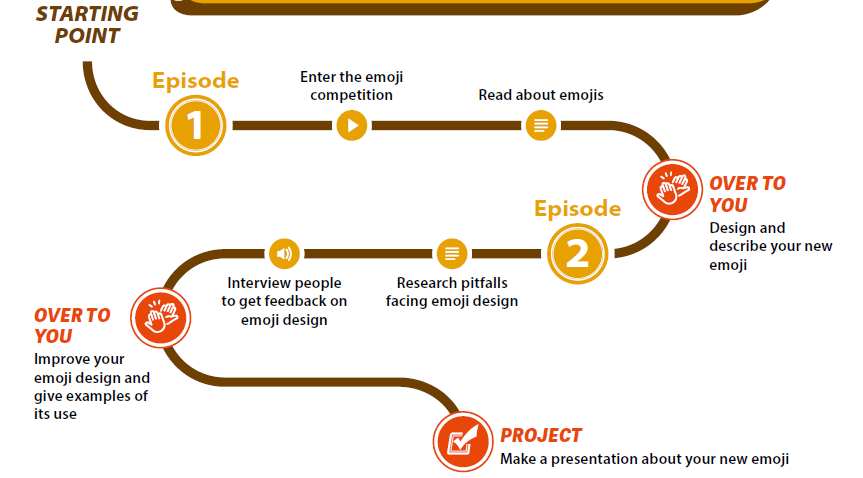 STARTING
POINT
Episode
1
Enter the emoji
competition
Read about emojis
OVER TO
YOU
Design and
describe your new
emoji
Episode
2
Research pitfalls
facing emoji design
Interview people
to get feedback on
emoji design
OVER TO
YOU
Improve your
emoji design and
give examples of
its use
PROJECT
Make a presentation about your new emoji